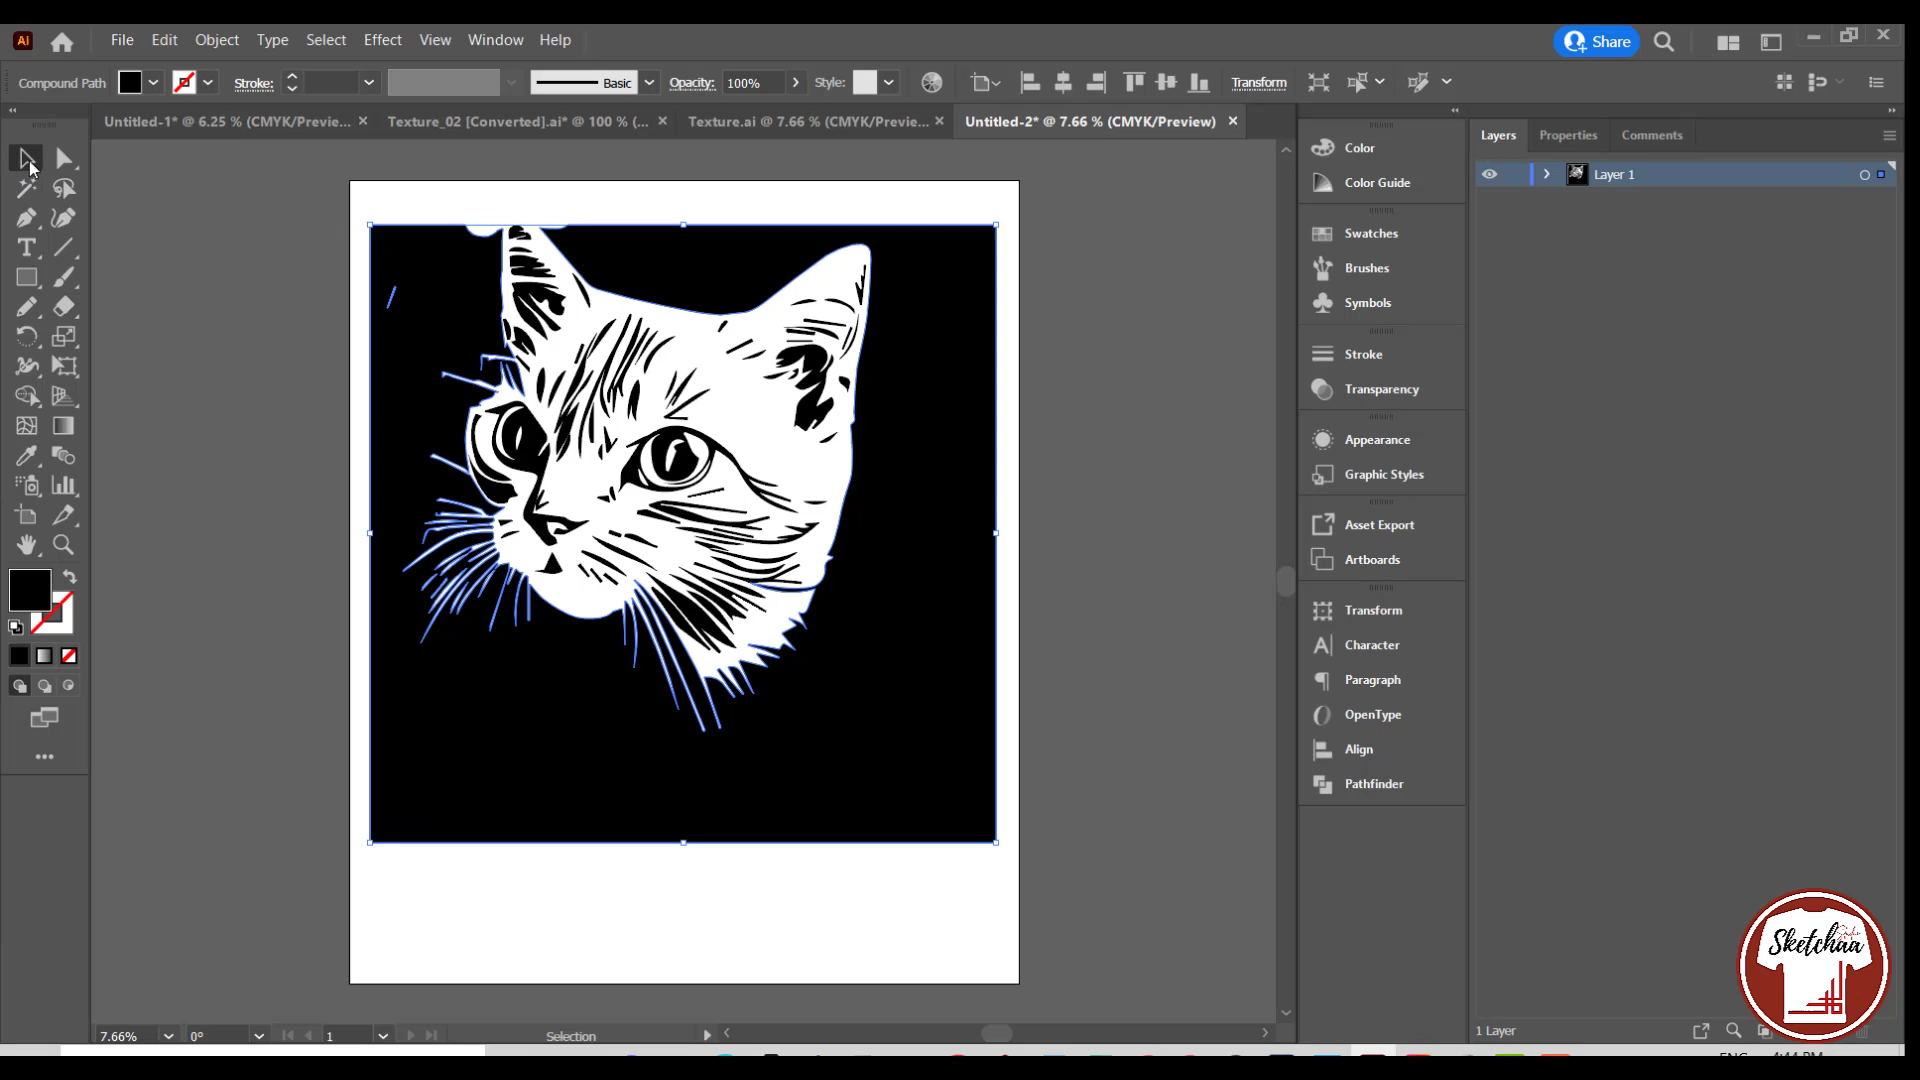 Ai File Edit Object Type Select Effect View Window Help Share
Compound Path Stroke: Basic Opacity: 100% Style: Transform
Untitled-1* @ 6.25 % (CMYK/Previe... Texture_02 [Converted].ai* @ 100 % (... Texture.ai @ 7.66 % (CMYK/Previe... Untitled-2* @ 7.66 % (CMYK/Preview)
Layers Properties Comments
Layer 1
Color
Color Guide
Swatches
Brushes
Symbols
Stroke
Transparency
Appearance
Graphic Styles
Asset Export
Artboards
Transform
Character
Paragraph
OpenType
Align
Pathfinder
Sketchaa
7.66% 0° 1 Selection
1 Layer